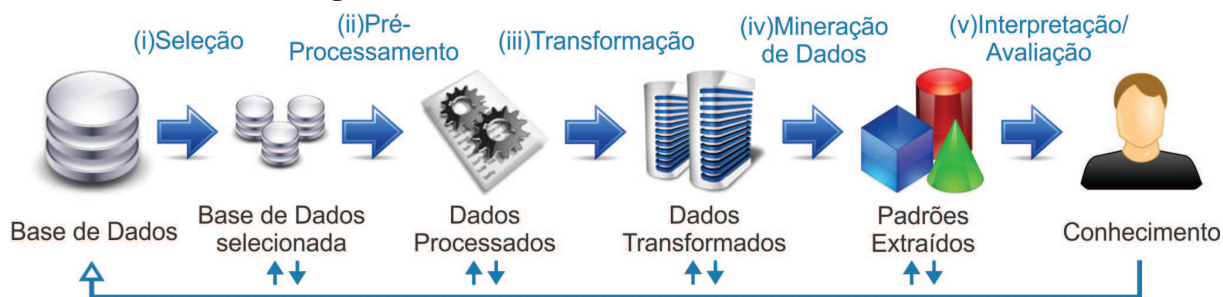 (i)Seleção
(ii)Pré-
Processamento
(iii)Transformação
(iv)Mineração
de Dados
(v)Interpretação/
Avaliação
Base de Dados
Base de Dados
selecionada
Dados
Processados
Dados
Transformados
Padrões
Extraídos
Conhecimento